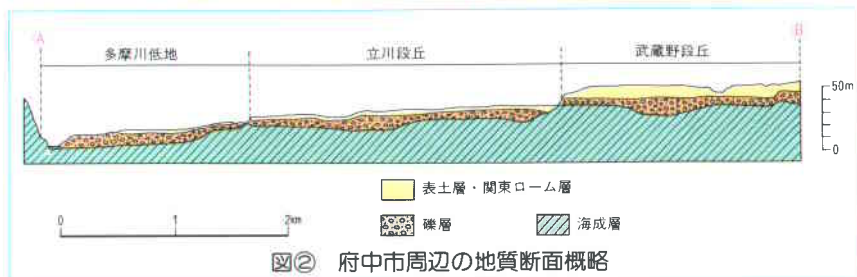 A
B
多摩川低地
立川段丘
武蔵野段丘
50m
0
表土層・関東ローム層
0
1
2km
礫層
海成層
図② 府中市周辺の地質断面概略